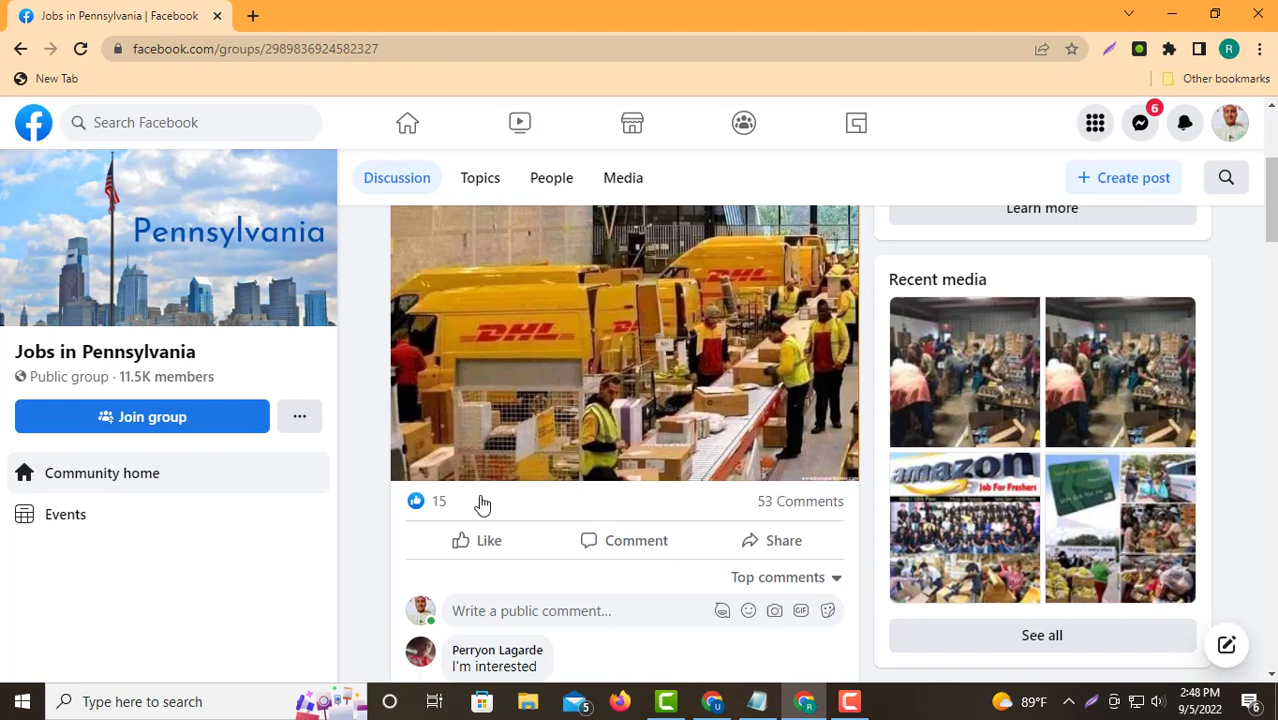 Jobs in Pennsylvania | Facebook
facebook.com/groups/2989836924582327
R
New Tab
Other bookmarks
Search Facebook
6
Discussion
Topics
People
Media
Create post
Learn more
Pennsylvania
Jobs in Pennsylvania
Public group · 11.5K members
Join group
Community home
Events
DHL
DHL
15
53 Comments
Like
Comment
Share
Top comments
Write a public comment...
GIF
Perryon Lagarde
I'm interested
Recent media
amazon
Job For Freshers
See all
Type here to search
5
U
R
89°F
2:48 PM
9/5/2022
6